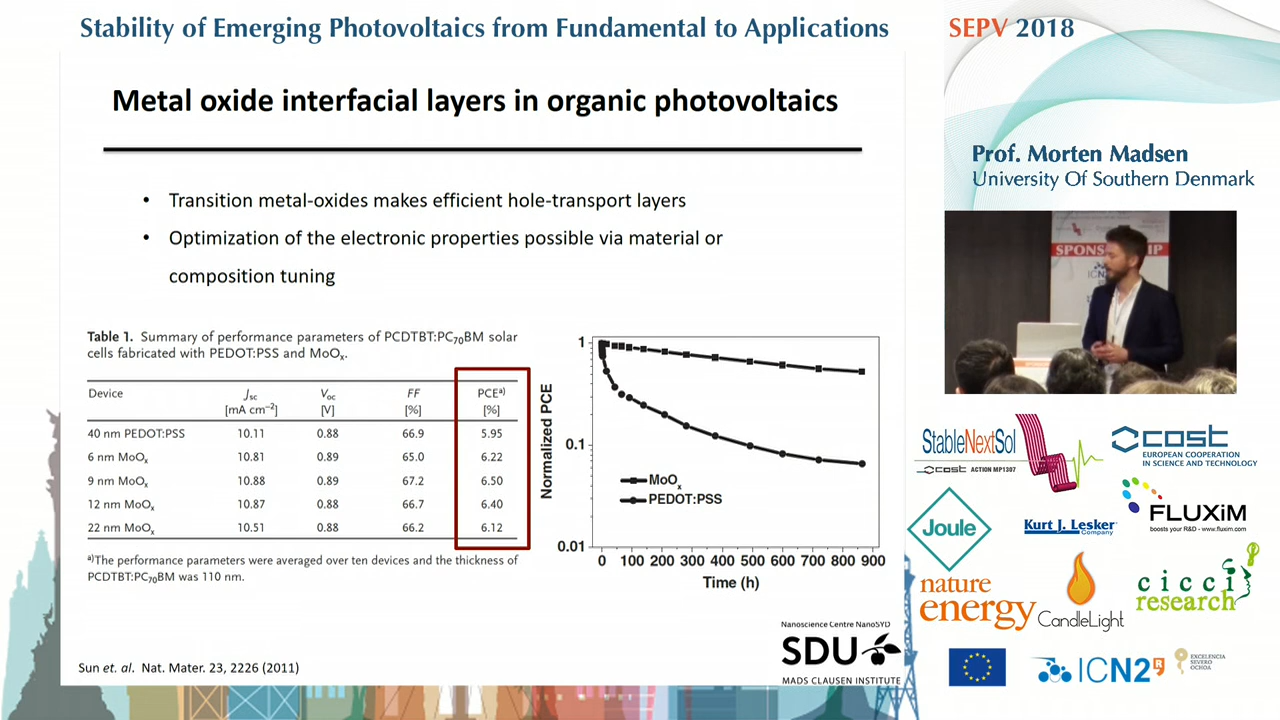 Stability of Emerging Photovoltaics from Fundamental to Applications
SEPV 2018
Metal oxide interfacial layers in organic photovoltaics
• Transition metal-oxides makes efficient hole-transport layers
• Optimization of the electronic properties possible via material or
composition tuning
Table 1. Summary of performance parameters of PCDTBT:PC70BM solar
cells fabricated with PEDOT:PSS and MoOx.
Device Jsc Voc FF PCEa)
[mA cm−2] [V] [%] [%]
40 nm PEDOT:PSS 10.11 0.88 66.9 5.95
6 nm MoOx 10.81 0.89 65.0 6.22
9 nm MoOx 10.88 0.89 67.2 6.50
12 nm MoOx 10.87 0.88 66.7 6.40
22 nm MoOx 10.51 0.88 66.2 6.12
a)The performance parameters were averaged over ten devices and the thickness of
PCDTBT:PC70BM was 110 nm.
Normalized PCE
1
0.1
0.01
MoOx
PEDOT:PSS
0 100 200 300 400 500 600 700 800 900
Time (h)
Sun et. al. Nat. Mater. 23, 2226 (2011)
Nanoscience Centre NanoSYD
SDU
MADS CLAUSEN INSTITUTE
Prof. Morten Madsen
University Of Southern Denmark
SPONSORSHIP
ICN2
StableNextSol
cost ACTION MP1307
cost
EUROPEAN COOPERATION
IN SCIENCE AND TECHNOLOGY
Joule
Kurt J. Lesker
Company
FLUXiM
boosts your R&D - www.fluxim.com
nature
energy
CandleLight
cicci
research
ICN2
EXCELENCIA
SEVERO
OCHOA